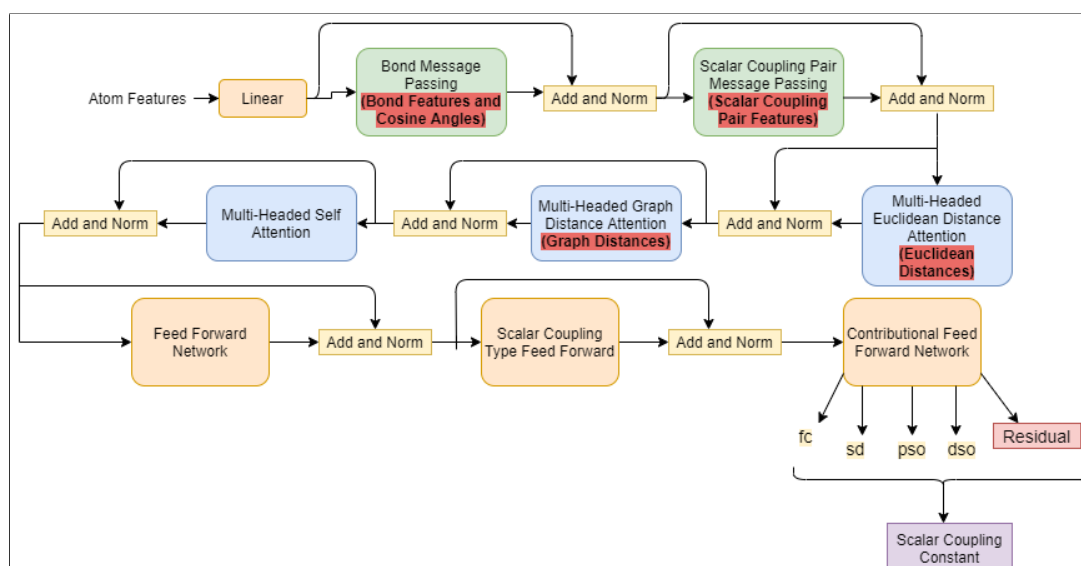 Atom Features
Linear
Bond Message
Passing
(Bond Features and
Cosine Angles)
Add and Norm
Scalar Coupling Pair
Message Passing
(Scalar Coupling
Pair Features)
Add and Norm
Add and Norm
Multi-Headed Self
Attention
Add and Norm
Multi-Headed Graph
Distance Attention
(Graph Distances)
Add and Norm
Multi-Headed
Euclidean Distance
Attention
(Euclidean
Distances)
Feed Forward
Network
Add and Norm
Scalar Coupling
Type Feed Forward
Add and Norm
Contributional Feed
Forward Network
fc
sd
pso
dso
Residual
Scalar Coupling
Constant